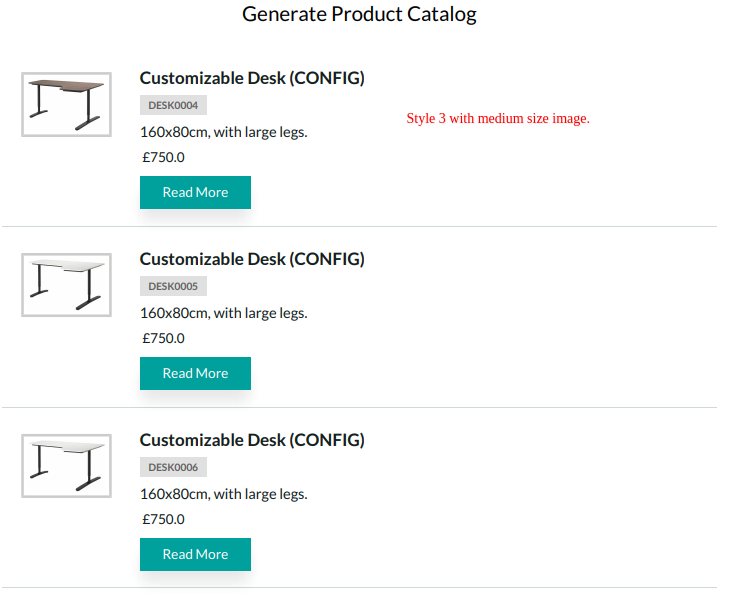 Generate Product Catalog
Customizable Desk (CONFIG)
DESK0004
Style 3 with medium size image.
160x80cm, with large legs.
£750.0
Read More
Customizable Desk (CONFIG)
DESK0005
160x80cm, with large legs.
£750.0
Read More
Customizable Desk (CONFIG)
DESK0006
160x80cm, with large legs.
£750.0
Read More